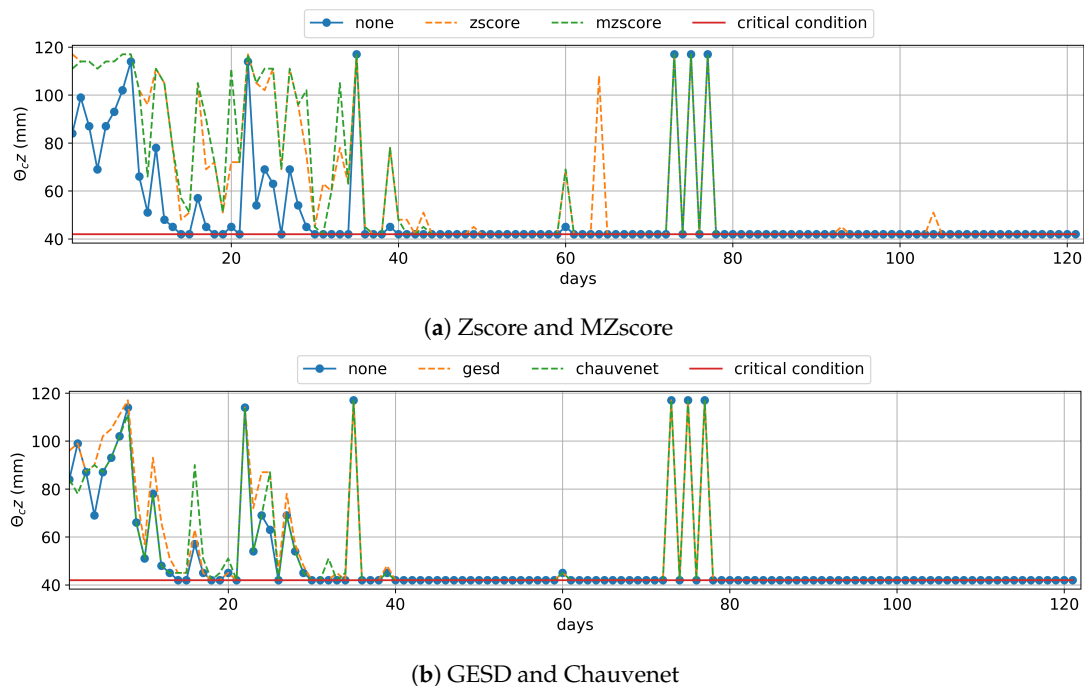 none zscore mzscore critical condition
120
100
80
60
40
Θ_cz (mm)
20 40 60 80 100 120
days
(a) Zscore and MZscore
none gesd chauvenet critical condition
120
100
80
60
40
Θ_cz (mm)
20 40 60 80 100 120
days
(b) GESD and Chauvenet